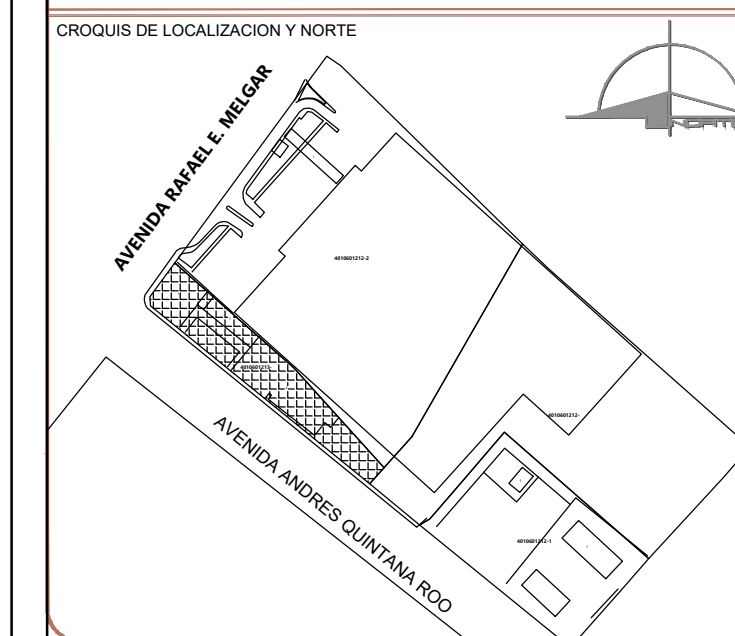 CROQUIS DE LOCALIZACION Y NORTE
AVENIDA RAFAEL E. MELGAR
4010601212-2
4010601213-
4010601212-
4010601212-1
AVENIDA ANDRES QUINTANA ROO